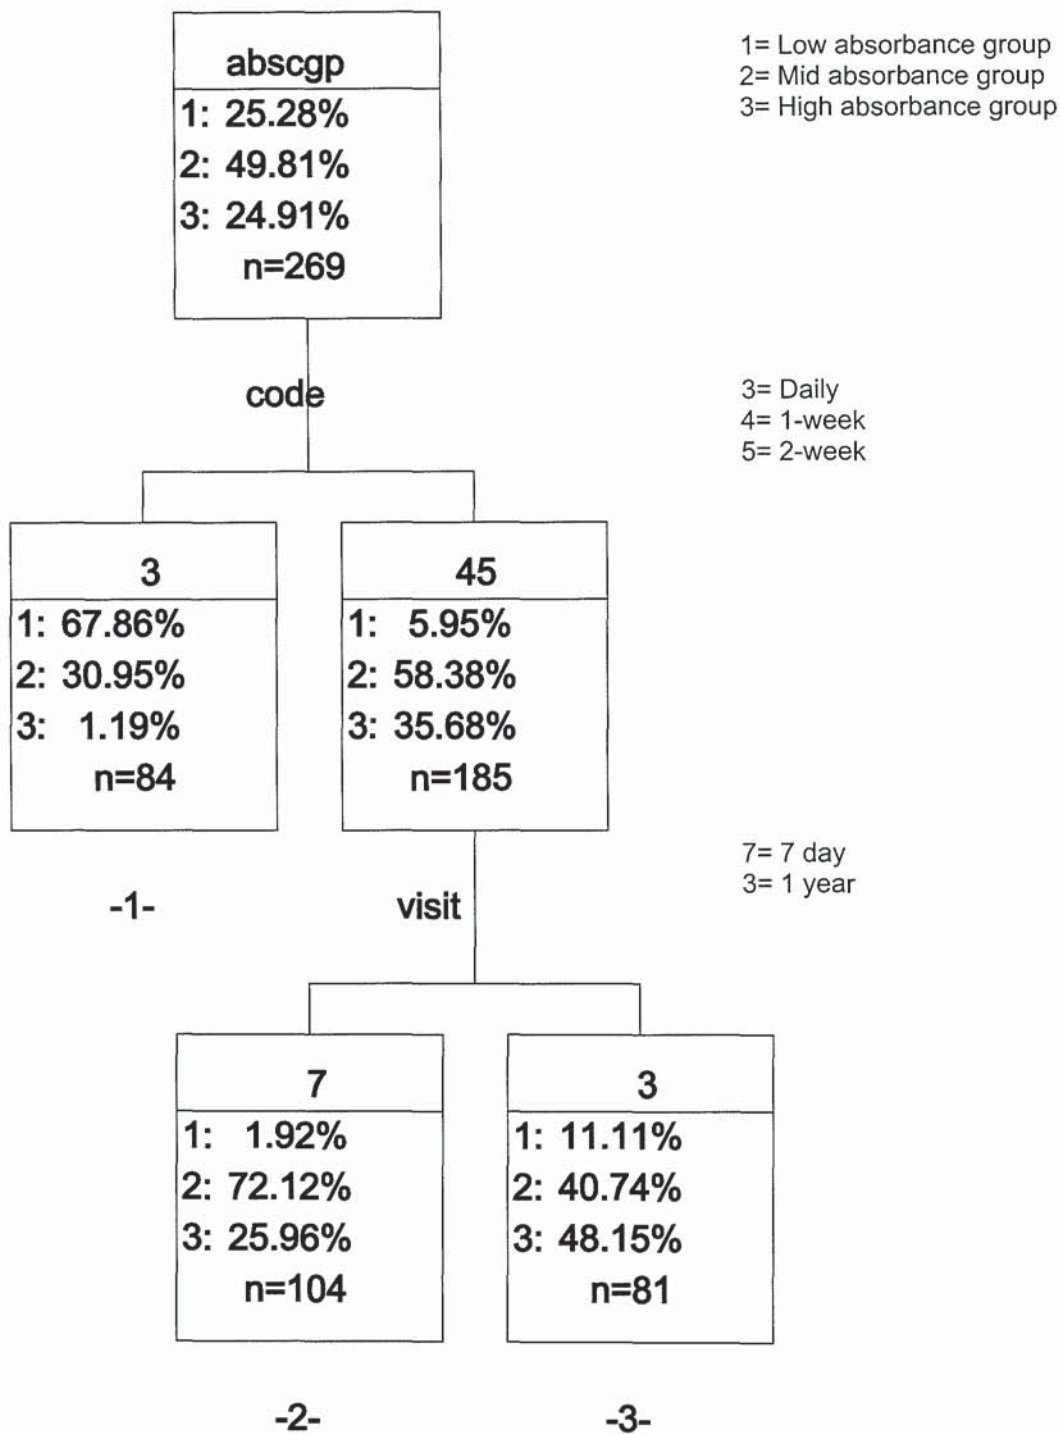 abscgp
1: 25.28%
2: 49.81%
3: 24.91%
n=269
1= Low absorbance group
2= Mid absorbance group
3= High absorbance group
code
3= Daily
4= 1-week
5= 2-week
3
1: 67.86%
2: 30.95%
3: 1.19%
n=84
45
1: 5.95%
2: 58.38%
3: 35.68%
n=185
-1-
visit
7= 7 day
3= 1 year
7
1: 1.92%
2: 72.12%
3: 25.96%
n=104
3
1: 11.11%
2: 40.74%
3: 48.15%
n=81
-2-
-3-